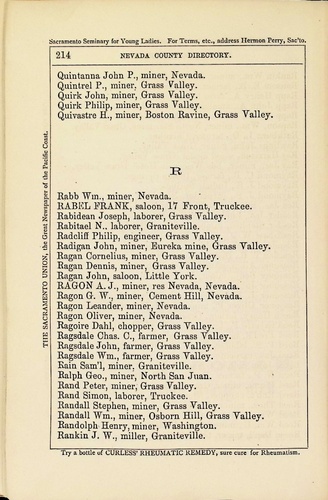 Sacramento Seminary for Young Ladies. For Terms, etc., address Hermon Perry, Sac'to.
214 NEVADA COUNTY DIRECTORY.
Quintanna John P., miner, Nevada.
Quintrel P., miner, Grass Valley.
Quirk John, miner, Grass Valley.
Quirk Philip, miner, Grass Valley.
Quivastre H., miner, Boston Ravine, Grass Valley.
R
Rabb Wm., miner, Nevada.
RABEL FRANK, saloon, 17 Front, Truckee.
Rabidean Joseph, laborer, Grass Valley.
Rabitael N.. laborer, Graniteville.
Radcliff Philip, engineer, Grass Valley.
Radigan John, miner, Eureka mine, Grass Valley.
Ragan Cornelius, miner, Grass Valley.
Ragan Dennis, miner, Grass Valley.
Ragan John, saloon, Little York.
RAGON A. J., miner, res Nevada, Nevada.
Ragon G. W., miner, Cement Hill, Nevada.
Ragon Leander, miner, Nevada.
Ragon Oliver, miner, Nevada.
Ragoire Dahl, chopper, Grass Valley.
Ragsdale Chas. C., farmer, Grass Valley.
Ragsdale John, farmer, Grass Valley.
Ragsdale Wm., farmer, Grass Valley.
Rain Sam'l, miner, Graniteville.
Ralph Geo., miner, North San Juan.
Rand Peter, miner, Grass Valley.
Rand Simon, laborer, Truckee.
Randall Stephen, miner, Grass Valley.
Randall Wm., miner, Osborn Hill, Grass Valley.
Randolph Henry, miner, Washington.
Rankin J. W., miller, Graniteville.
Try a bottle of CURLESS' RHEUMATIC REMEDY, sure cure for Rheumatism.
THE SACRAMENTO UNION, the Great Newspaper of the Pacific Coast.